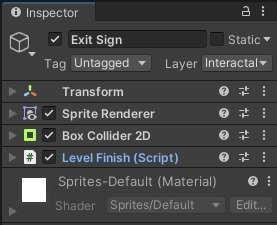 Inspector
Exit Sign Static
Tag Untagged Layer Interactal
Transform
Sprite Renderer
Box Collider 2D
# Level Finish (Script)
Sprites-Default (Material)
Shader Sprites/Default Edit...